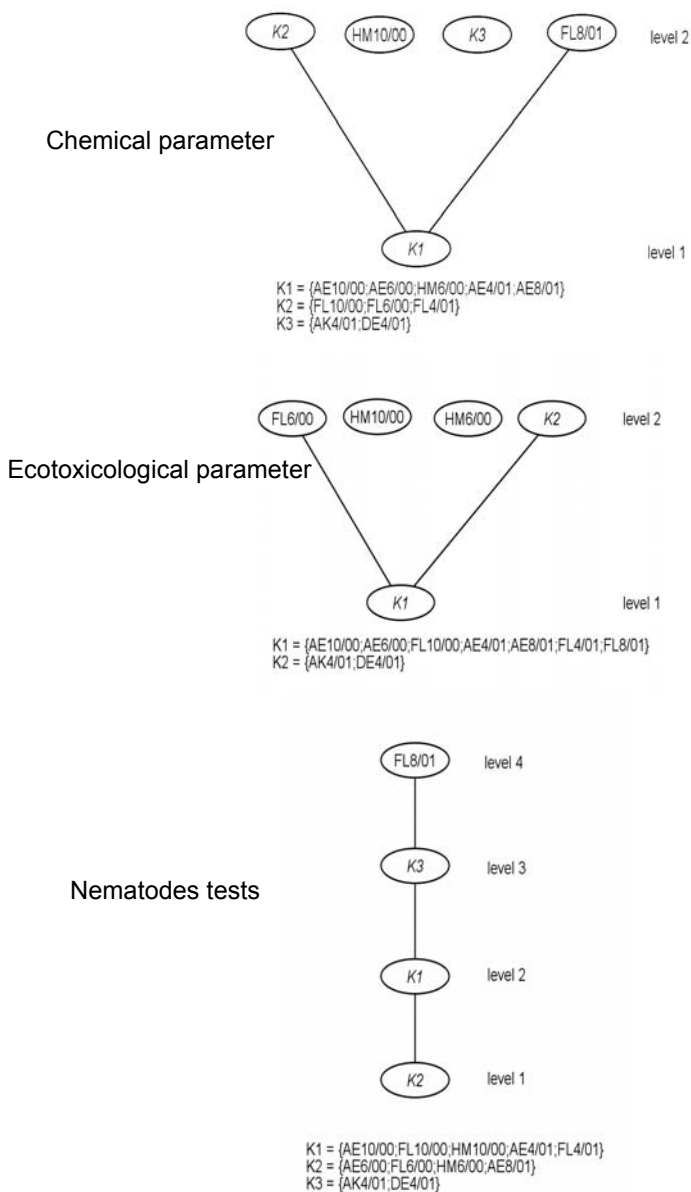 K2 HM10/00 K3 FL8/01 level 2
Chemical parameter
K1 level 1
K1 = {AE10/00;AE6/00;HM6/00;AE4/01;AE8/01}
K2 = {FL10/00;FL6/00;FL4/01}
K3 = {AK4/01;DE4/01}
FL6/00 HM10/00 HM6/00 K2 level 2
Ecotoxicological parameter
K1 level 1
K1 = {AE10/00;AE6/00;FL10/00;AE4/01;AE8/01;FL4/01;FL8/01}
K2 = {AK4/01;DE4/01}
FL8/01 level 4
K3 level 3
Nematodes tests
K1 level 2
K2 level 1
K1 = {AE10/00;FL10/00;HM10/00;AE4/01;FL4/01}
K2 = {AE6/00;FL6/00;HM6/00;AE8/01}
K3 = {AK4/01;DE4/01}